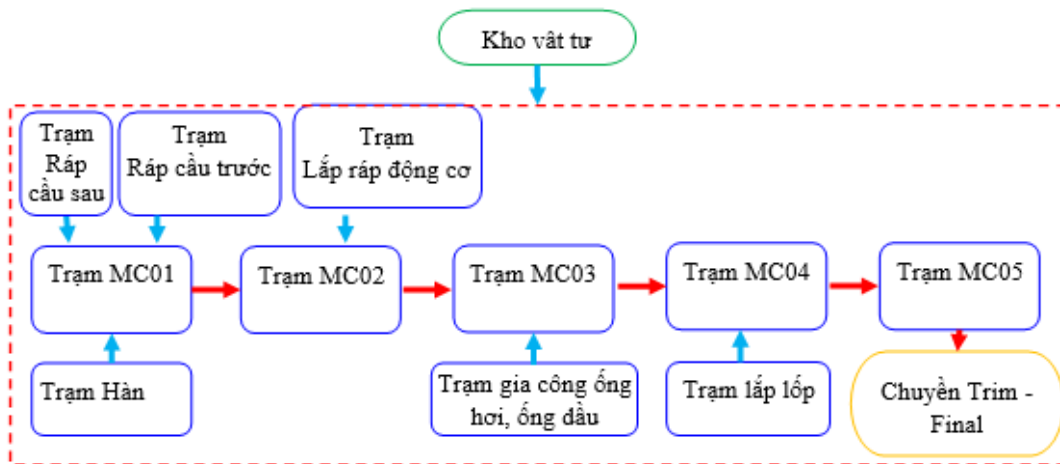 Kho vât tư
Trạm
Ráp
cầu sau
Trạm
Ráp cầu trước
Trạm
Lắp ráp động cơ
Trạm MC01
Trạm MC02
Trạm MC03
Trạm MC04
Trạm MC05
Trạm Hàn
Trạm gia công ống
hơi, ống dầu
Trạm lắp lốp
Chuyền Trim -
Final